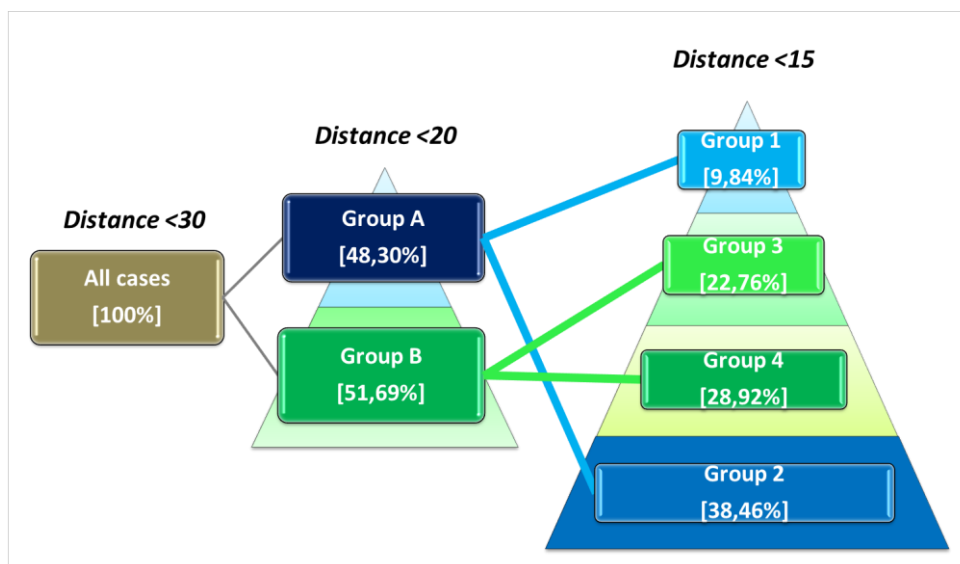 Distance <30
All cases
[100%]
Distance <20
Group A
[48,30%]
Group B
[51,69%]
Distance <15
Group 1
[9,84%]
Group 3
[22,76%]
Group 4
[28,92%]
Group 2
[38,46%]